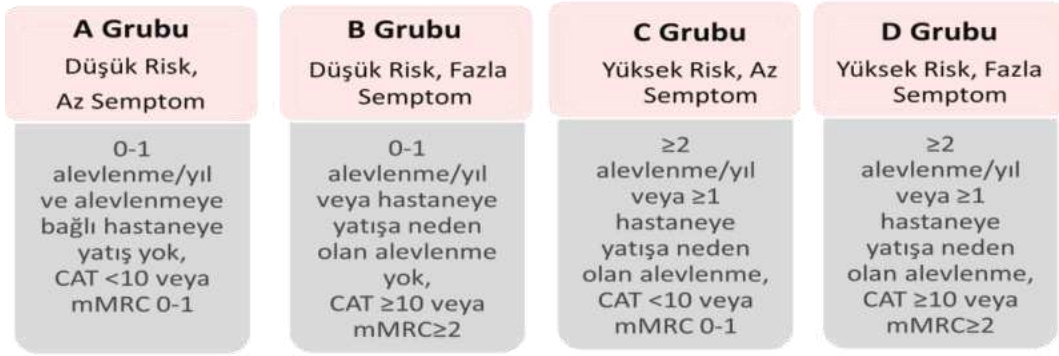 A Grubu
Düşük Risk,
Az Semptom
0-1
alevlenme/yıl
ve alevlenmeye
bağlı hastaneye
yatış yok,
CAT <10 veya
mMRC 0-1
B Grubu
Düşük Risk, Fazla
Semptom
0-1
alevlenme/yıl
veya hastaneye
yatışa neden
olan alevlenme
yok,
CAT ≥10 veya
mMRC≥2
C Grubu
Yüksek Risk, Az
Semptom
≥2
alevlenme/yıl
veya ≥1
hastaneye
yatışa neden
olan alevlenme,
CAT <10 veya
mMRC 0-1
D Grubu
Yüksek Risk, Fazla
Semptom
≥2
alevlenme/yıl
veya ≥1
hastaneye
yatışa neden
olan alevlenme,
CAT ≥10 veya
mMRC≥2